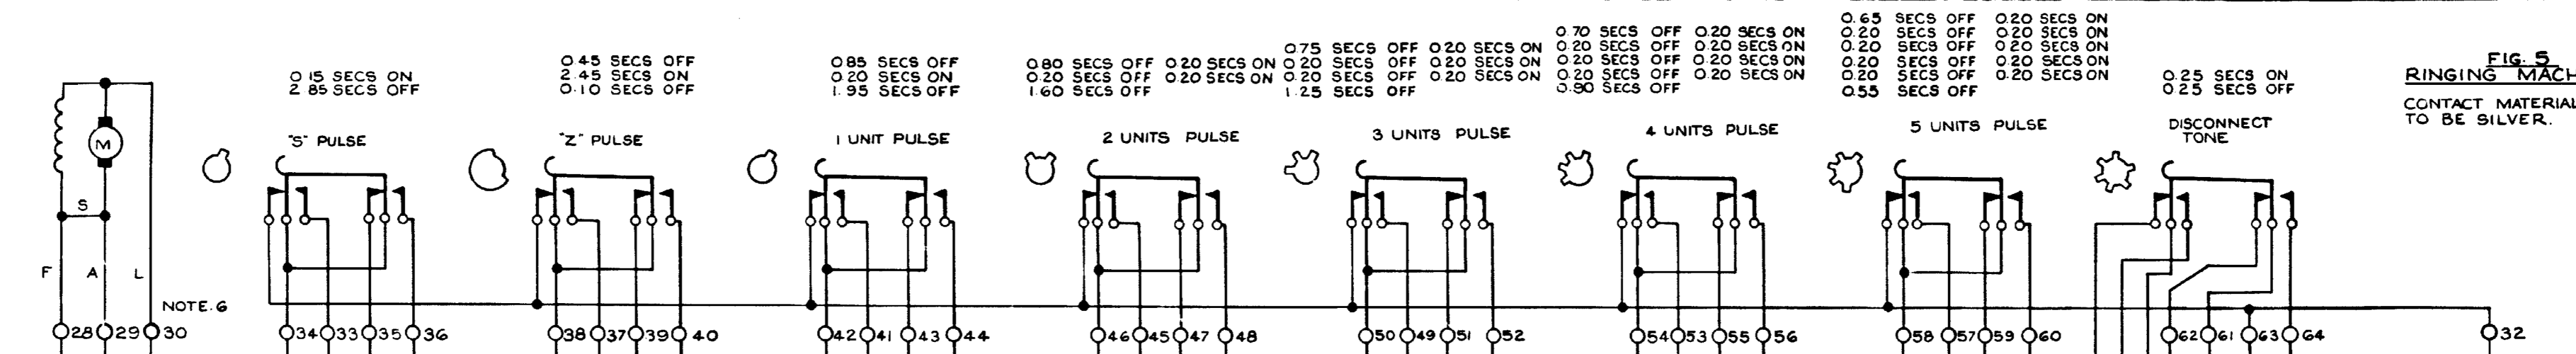 0.15 SECS ON
2.85 SECS OFF
"S" PULSE
0.45 SECS OFF
2.45 SECS ON
0.10 SECS OFF
"Z" PULSE
0.85 SECS OFF
0.20 SECS ON
1.95 SECS OFF
1 UNIT PULSE
0.80 SECS OFF 0.20 SECS ON
0.20 SECS OFF 0.20 SECS ON
1.60 SECS OFF
2 UNITS PULSE
0.75 SECS OFF 0.20 SECS ON
0.20 SECS OFF 0.20 SECS ON
0.20 SECS OFF 0.20 SECS ON
1.25 SECS OFF
3 UNITS PULSE
0.70 SECS OFF 0.20 SECS ON
0.20 SECS OFF 0.20 SECS ON
0.20 SECS OFF 0.20 SECS ON
0.20 SECS OFF 0.20 SECS ON
0.90 SECS OFF
4 UNITS PULSE
0.65 SECS OFF 0.20 SECS ON
0.20 SECS OFF 0.20 SECS ON
0.20 SECS OFF 0.20 SECS ON
0.20 SECS OFF 0.20 SECS ON
0.20 SECS OFF 0.20 SECS ON
0.55 SECS OFF
5 UNITS PULSE
0.25 SECS ON
0.25 SECS OFF
DISCONNECT
TONE
FIG. 5
RINGING MACH
CONTACT MATERIAL
TO BE SILVER.
M
S
F A L
NOTE. 6
28 29 30 34 33 35 36 38 37 39 40 42 41 43 44 46 45 47 48 50 49 51 52 54 53 55 56 58 57 59 60 62 61 63 64 32